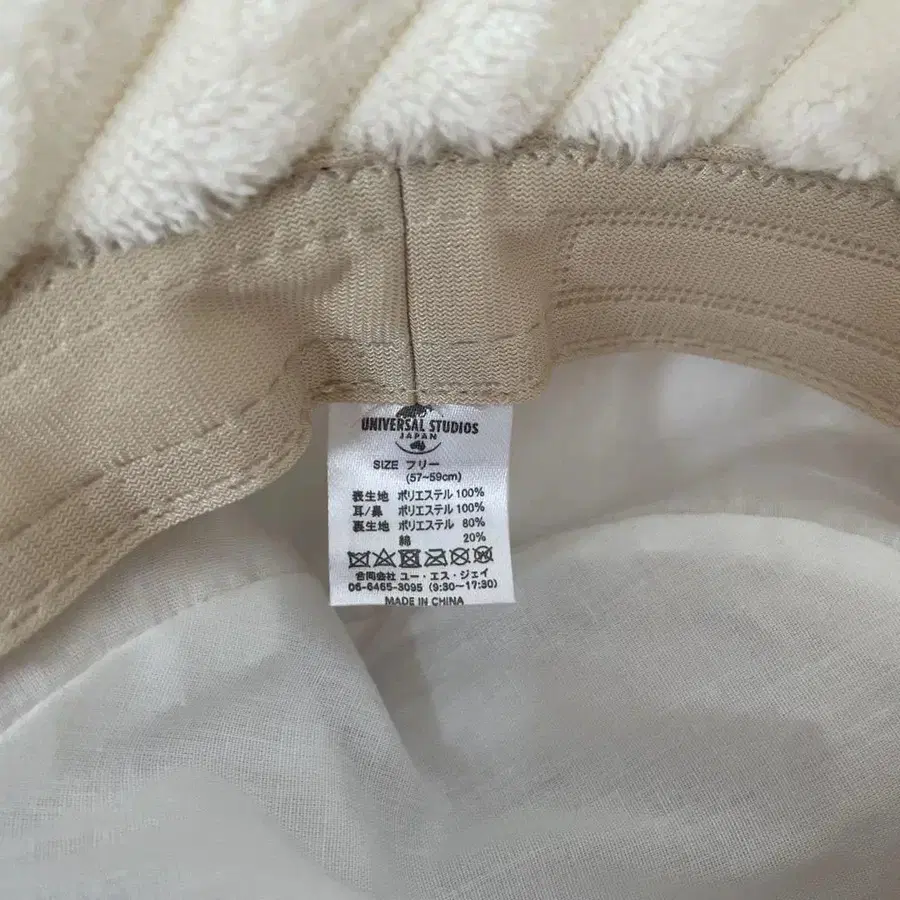 UNIVERSAL STUDIOS
JAPAN
SIZE フリー
(57~59cm)
表生地 ポリエステル 100%
耳/鼻 ポリエステル 100%
裏生地 ポリエステル 80%
綿 20%
合同会社 ユー・エス・ジェイ
06-6465-3095 (9:30~17:30)
MADE IN CHINA